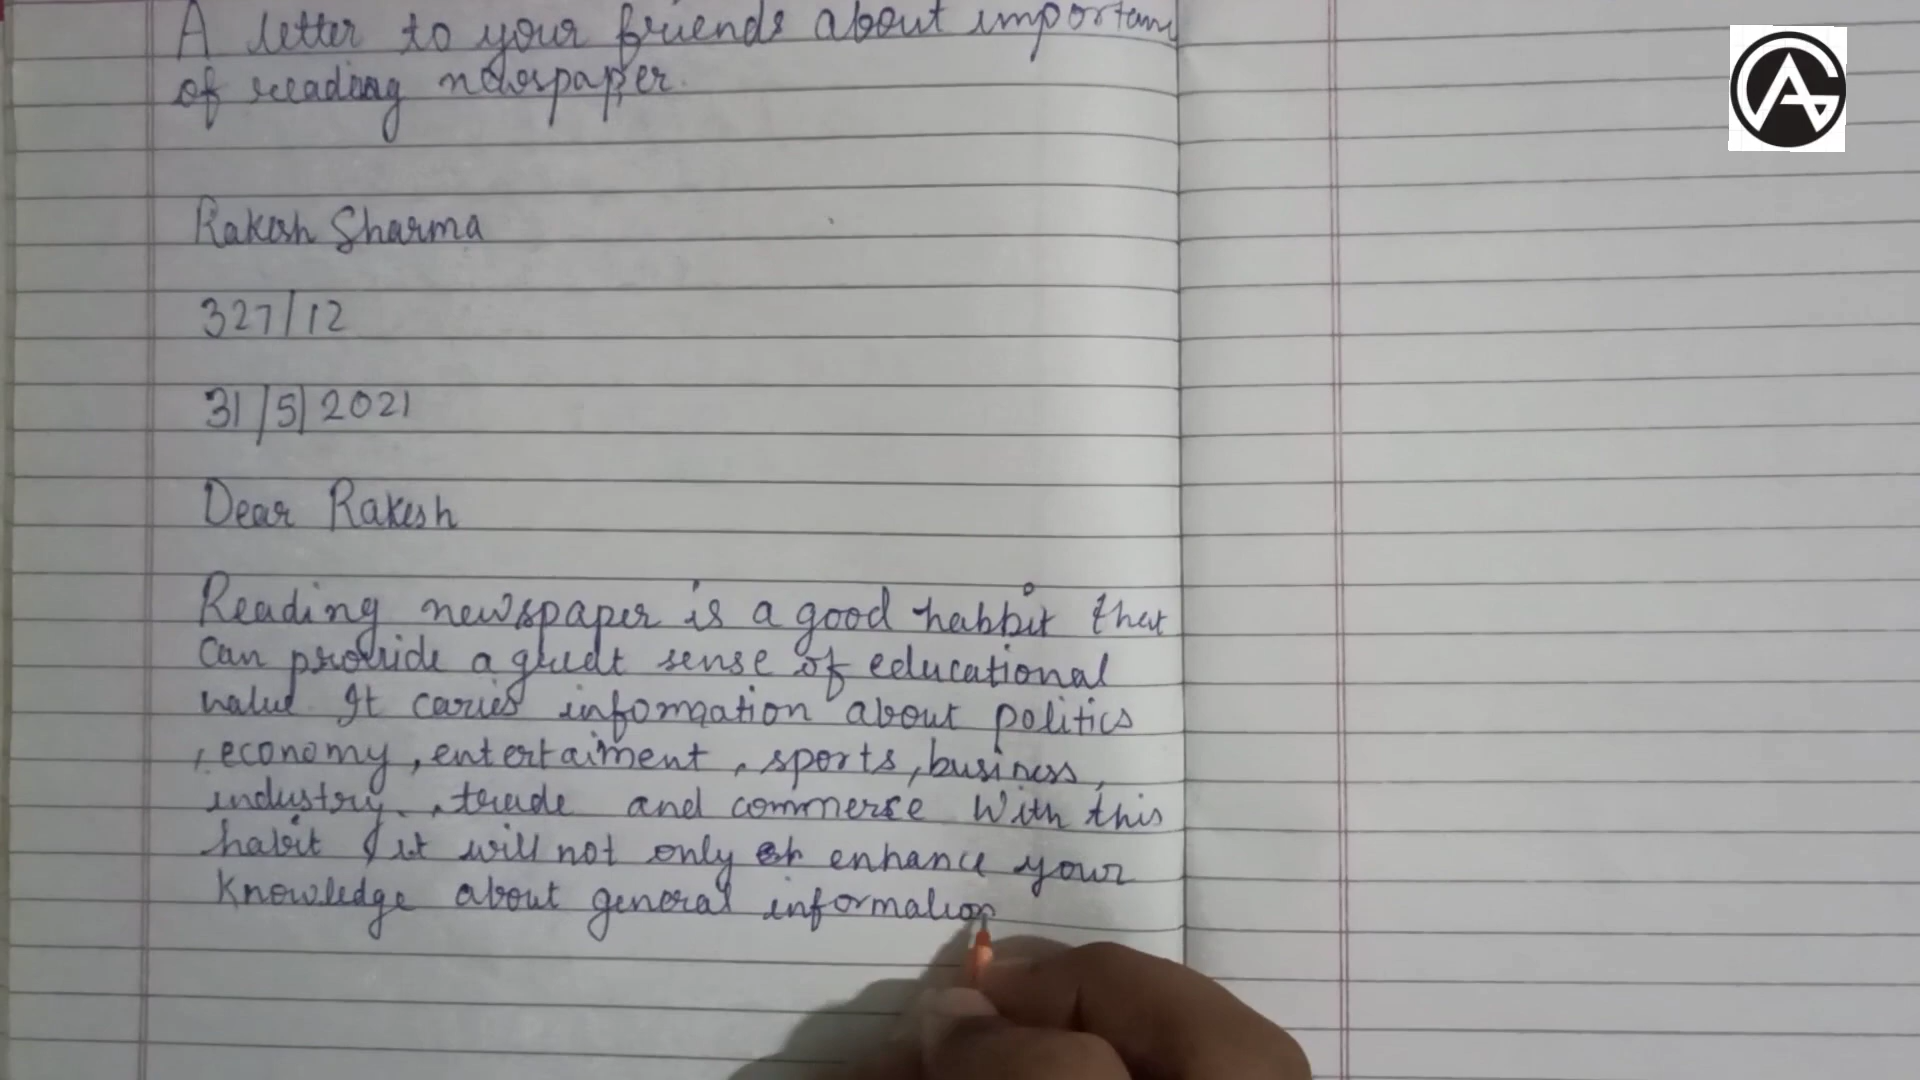 A letter to your friends about importanc
of reading newspaper.
Rakesh Sharma
327/12
31/5/2021
Dear Rakesh
Reading newspaper is a good habbit that
can provide a great sense of educational
value. It caries information about politics
, economy, entertaiment, sports, business,
industry, trade and commerce With this
habit it will not only enhance your
knowledge about general information